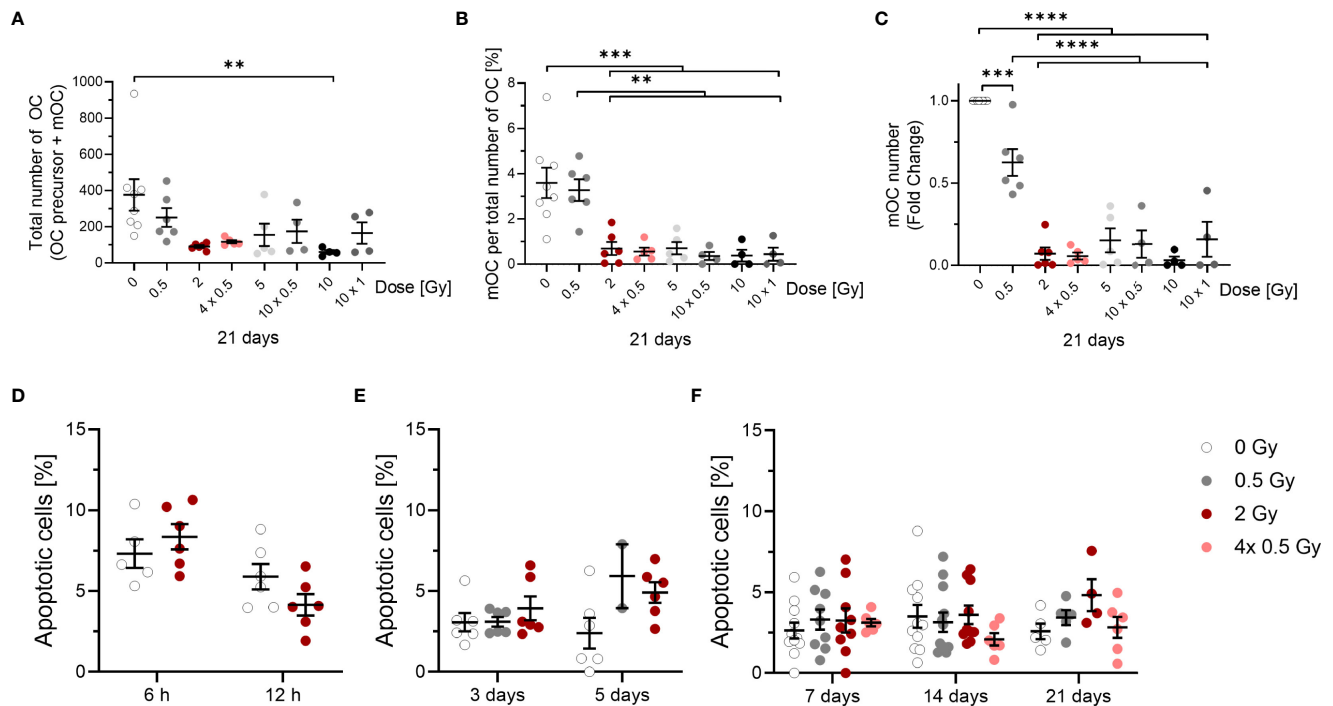 A
**
1000
800
600
400
200
0
Total number of OC
(OC precursor + mOC)
0
0.5
2
4 x 0.5
5
10 x 0.5
10
10 x 1
Dose [Gy]
21 days
B
***
**
8
6
4
2
0
mOC per total number of OC [%]
0
0.5
2
4 x 0.5
5
10 x 0.5
10
10 x 1
Dose [Gy]
21 days
C
****
****
***
1.0
0.5
0.0
mOC number
(Fold Change)
0
0.5
2
4 x 0.5
5
10 x 0.5
10
10 x 1
Dose [Gy]
21 days
D
15
10
5
0
Apoptotic cells [%]
6 h
12 h
E
15
10
5
0
Apoptotic cells [%]
3 days
5 days
F
15
10
5
0
Apoptotic cells [%]
7 days
14 days
21 days
0 Gy
0.5 Gy
2 Gy
4x 0.5 Gy